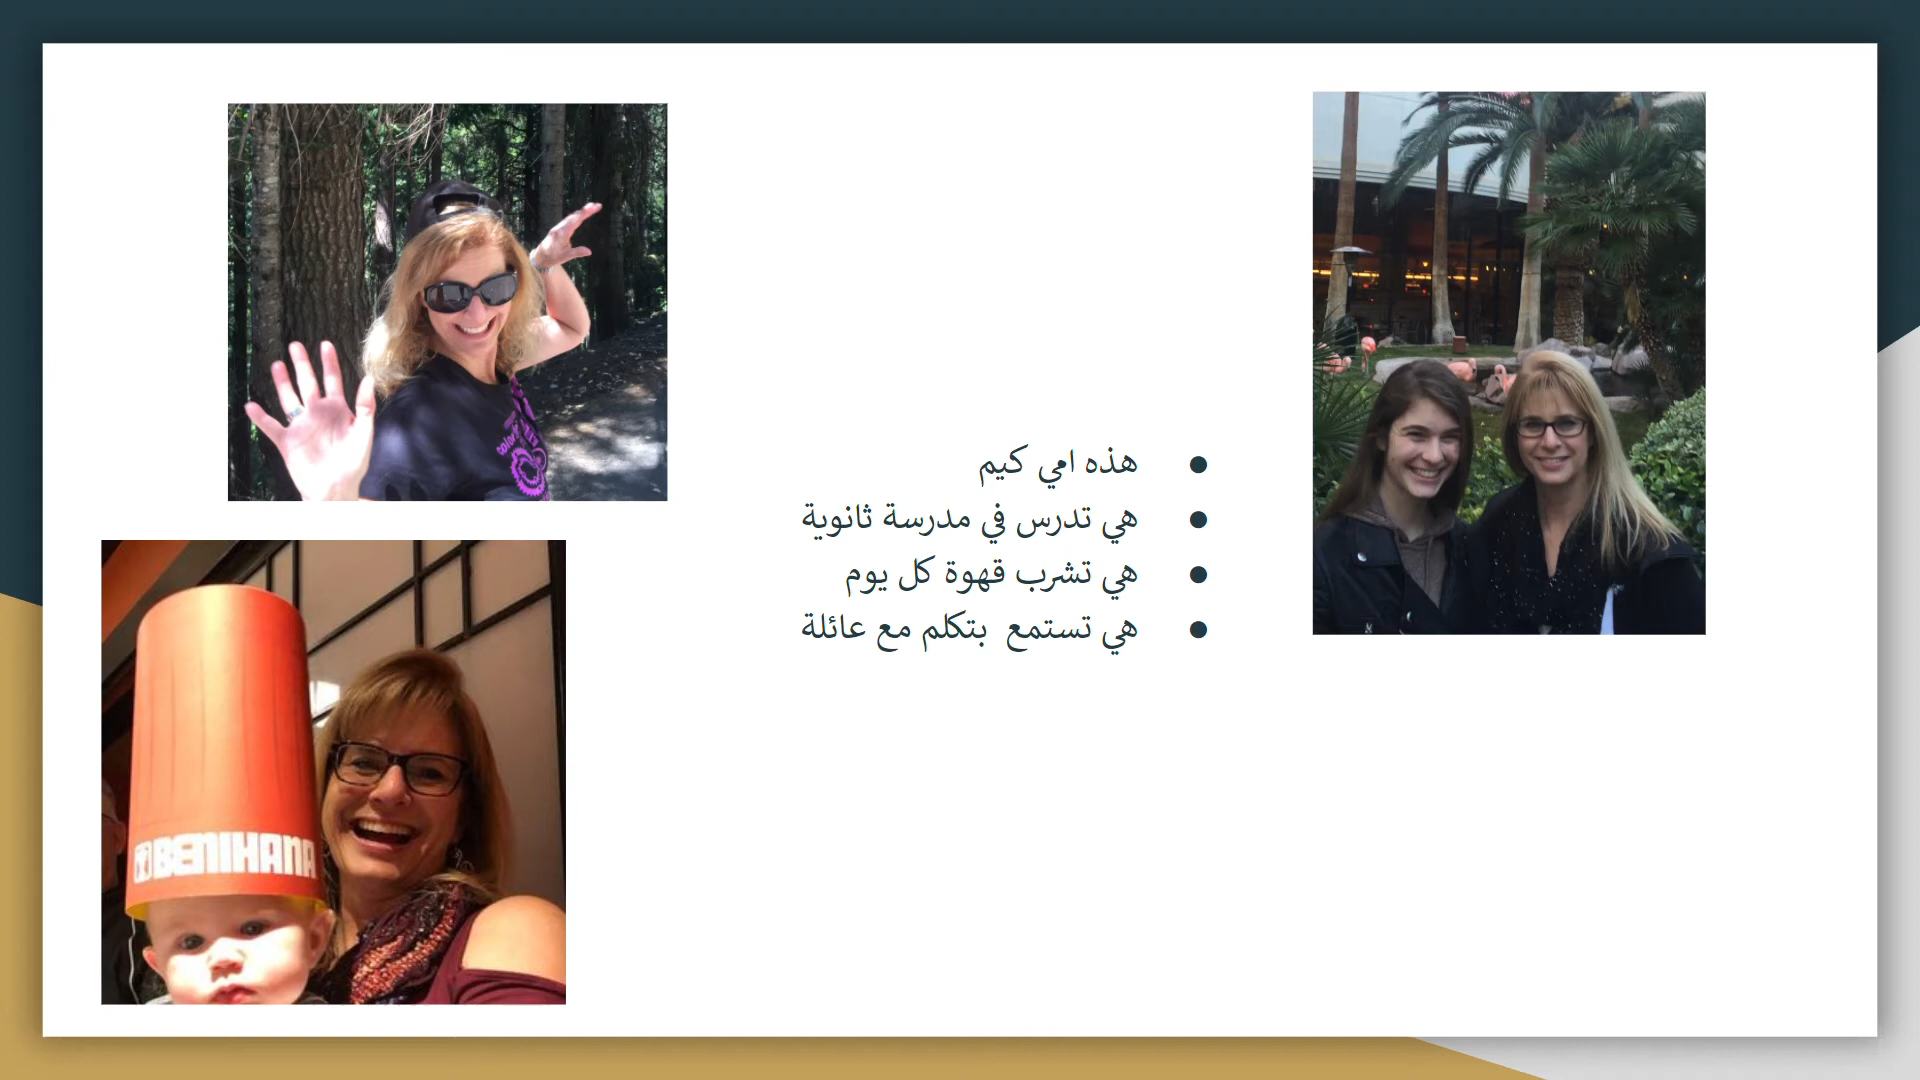 هذه امي كيم
هي تدرس في مدرسة ثانوية
هي تشرب قهوة كل يوم
هي تستمع بتكلم مع عائلة
BENIHANA